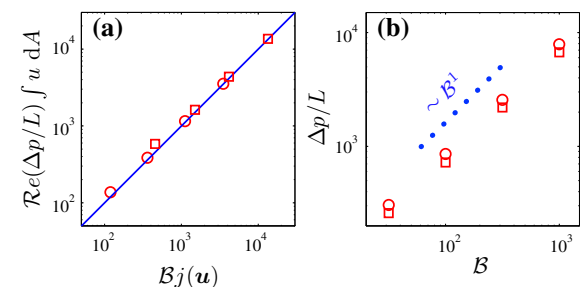 (a)
10⁴
10³
10²
10² 10³ 10⁴
ℛe(Δp/L) ∫ u dA
ℬj(𝒖)
(b)
10⁴
10³
10² 10³
Δp/L
ℬ
~ ℬ¹